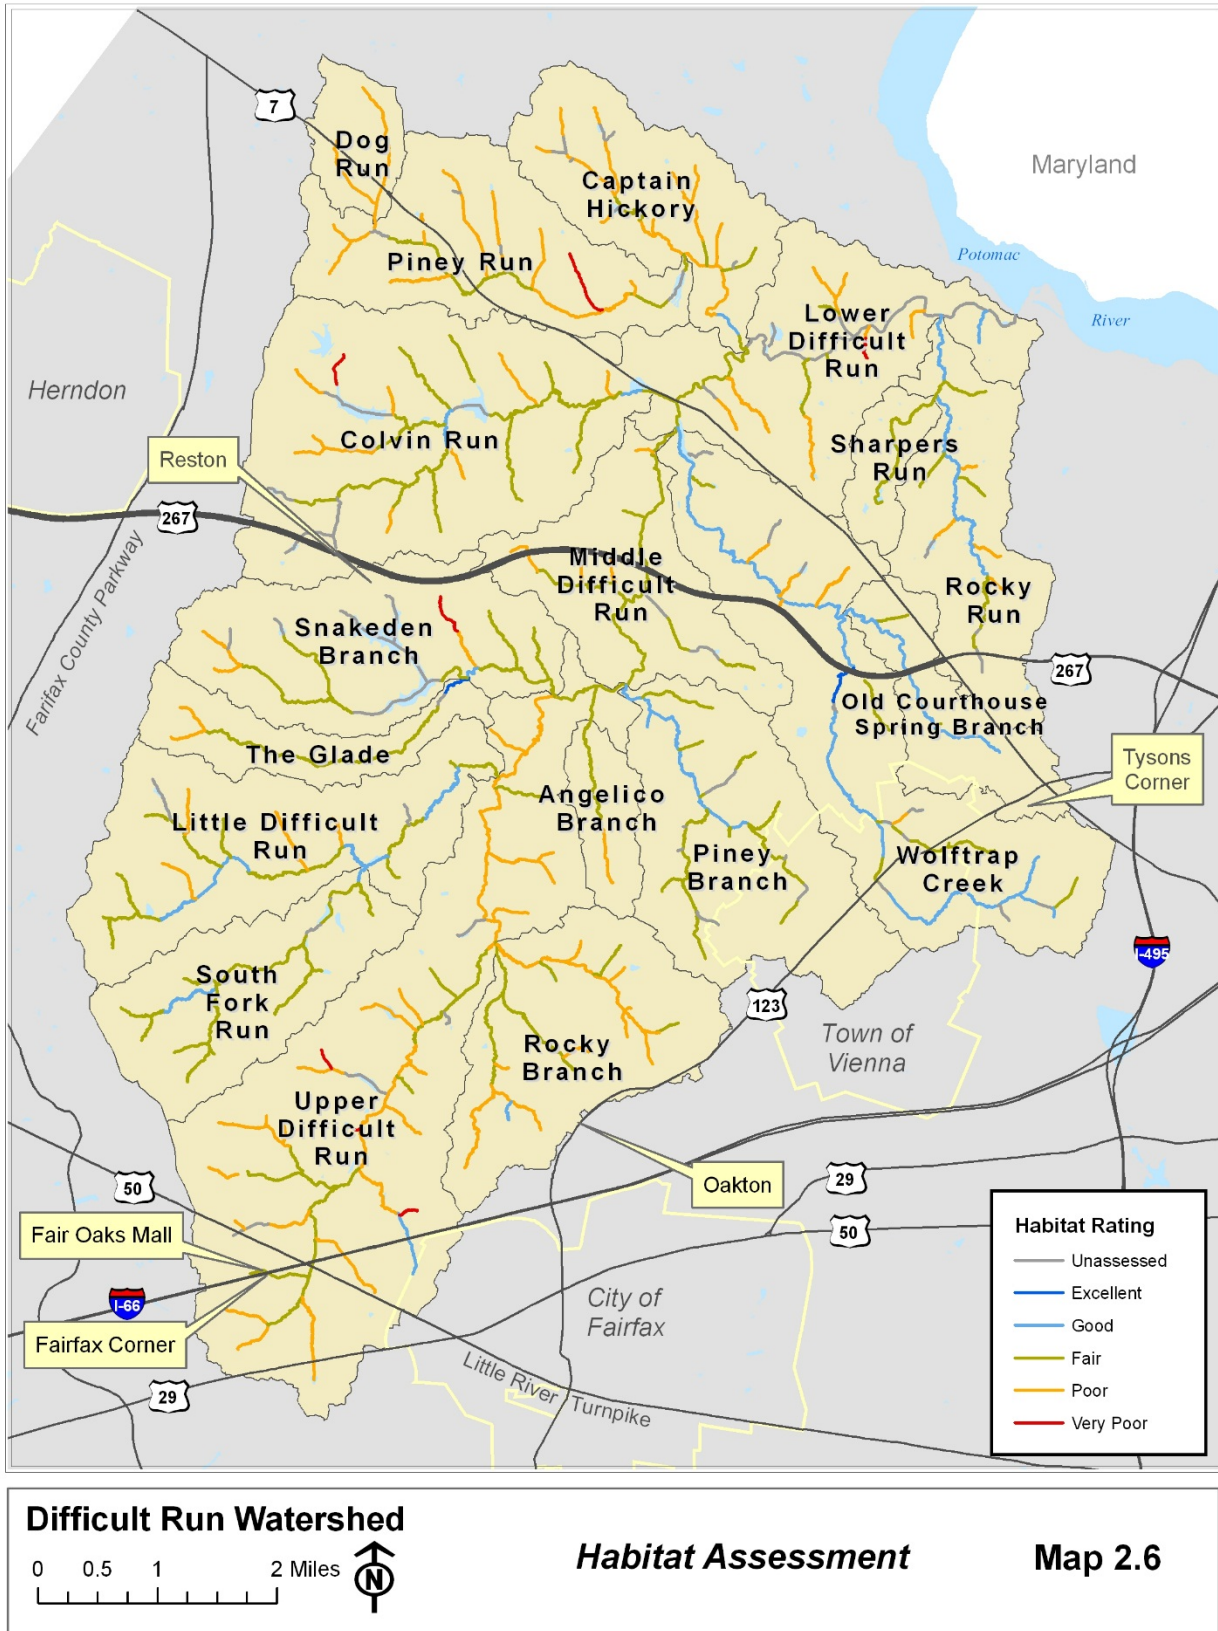 7
Dog
Run
Captain
Hickory
Maryland
Piney Run
Potomac
River
Lower
Difficult
Run
Herndon
Colvin Run
Sharpers
Run
Reston
267
Farifax County Parkway
Middle
Difficult
Run
Rocky
Run
Snakeden
Branch
267
Old Courthouse
Spring Branch
The Glade
Tysons
Corner
Angelico
Branch
Little Difficult
Run
Piney
Branch
Wolftrap
Creek
I-495
South
Fork
Run
123
Town of
Vienna
Rocky
Branch
Upper
Difficult
Run
50
Oakton
29
50
Fair Oaks Mall
I-66
Fairfax Corner
City of
Fairfax
29
Little River Turnpike
Habitat Rating
Unassessed
Excellent
Good
Fair
Poor
Very Poor
Difficult Run Watershed
0 0.5 1 2 Miles
N
Habitat Assessment
Map 2.6